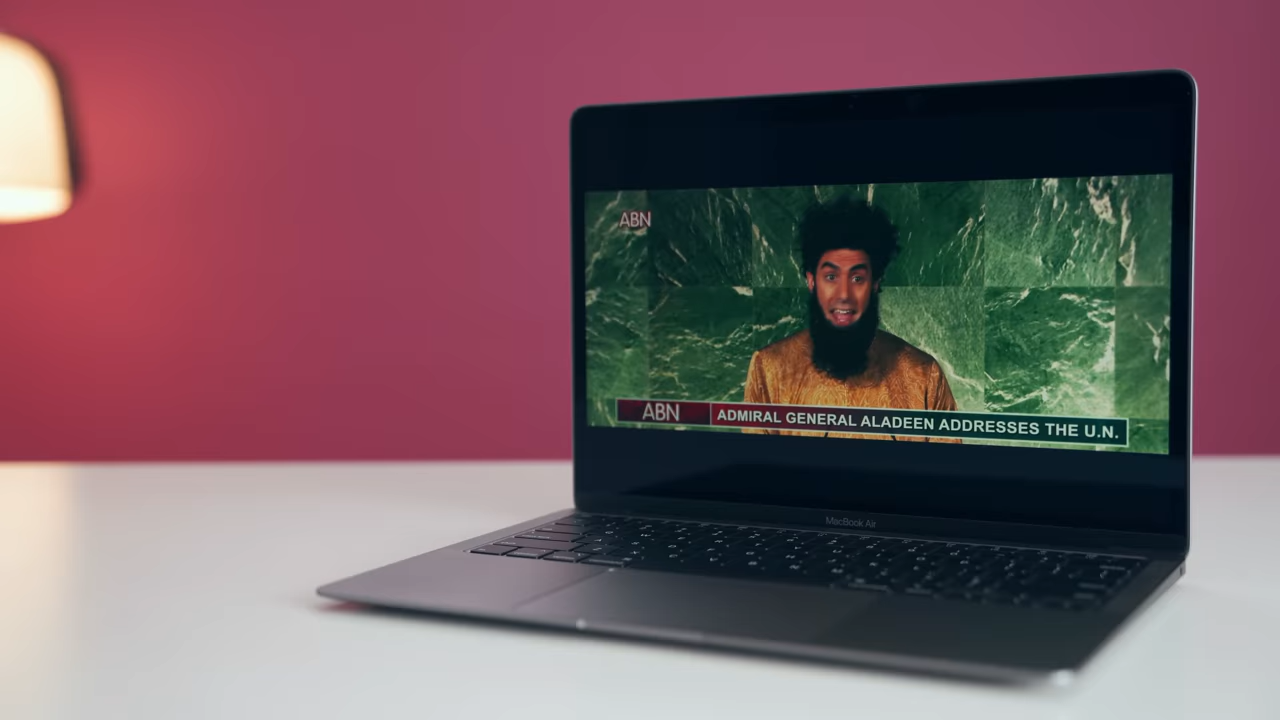 ABN
ABN ADMIRAL GENERAL ALADEEN ADDRESSES THE U.N.
MacBook Air